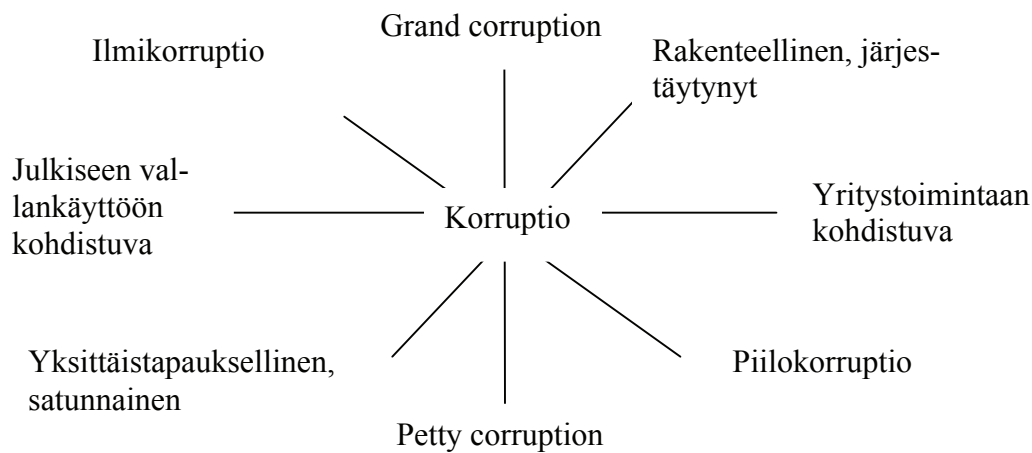 Grand corruption
Ilmikorruptio
Rakenteellinen, järjes-
täytynyt
Julkiseen val-
lankäyttöön
kohdistuva
Korruptio
Yritystoimintaan
kohdistuva
Yksittäistapauksellinen,
satunnainen
Piilokorruptio
Petty corruption